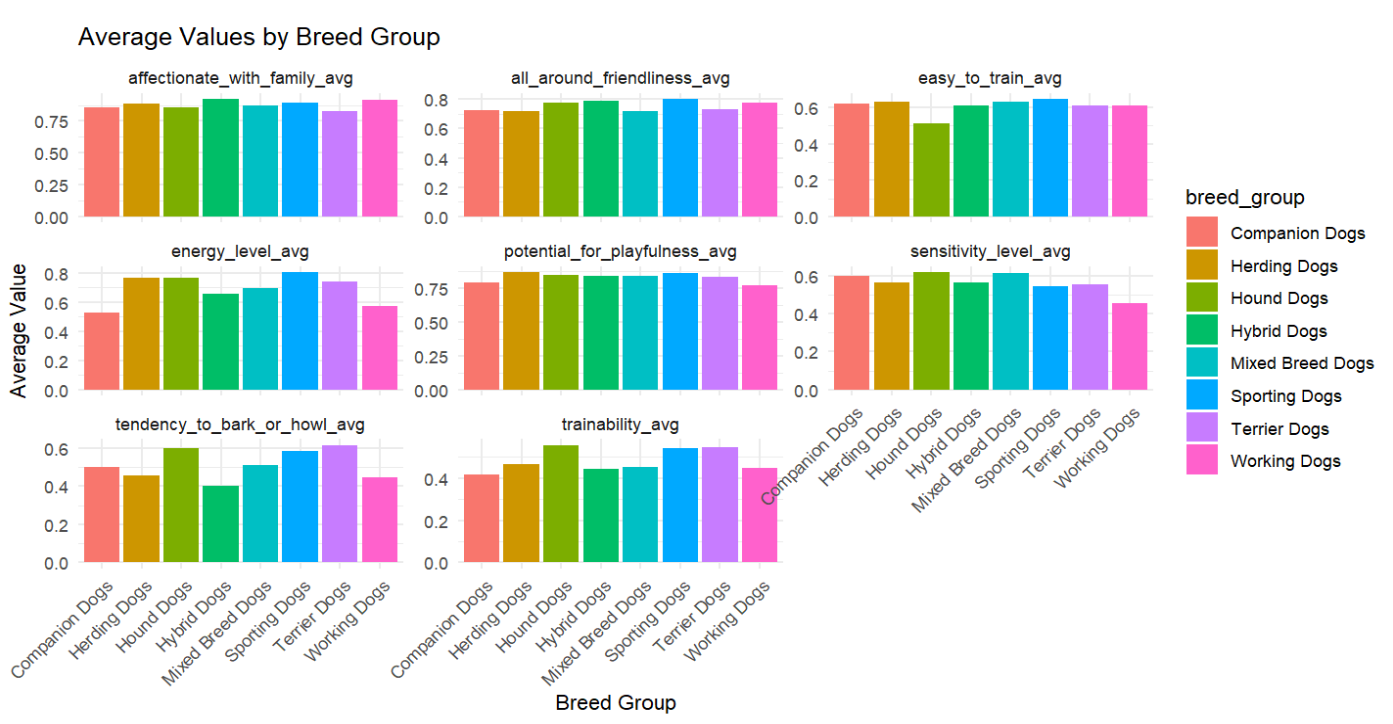 Average Values by Breed Group
affectionate_with_family_avg
all_around_friendliness_avg
easy_to_train_avg
0.75
0.50
0.25
0.00
0.8
0.6
0.4
0.2
0.0
0.6
0.4
0.2
0.0
energy_level_avg
potential_for_playfulness_avg
sensitivity_level_avg
0.8
0.6
0.4
0.2
0.0
0.75
0.50
0.25
0.00
0.6
0.4
0.2
0.0
tendency_to_bark_or_howl_avg
trainability_avg
0.6
0.4
0.2
0.0
0.4
0.2
0.0
Companion Dogs
Herding Dogs
Hound Dogs
Hybrid Dogs
Mixed Breed Dogs
Sporting Dogs
Terrier Dogs
Working Dogs
Companion Dogs
Herding Dogs
Hound Dogs
Hybrid Dogs
Mixed Breed Dogs
Sporting Dogs
Terrier Dogs
Working Dogs
Companion Dogs
Herding Dogs
Hound Dogs
Hybrid Dogs
Mixed Breed Dogs
Sporting Dogs
Terrier Dogs
Working Dogs
Average Value
Breed Group
breed_group
Companion Dogs
Herding Dogs
Hound Dogs
Hybrid Dogs
Mixed Breed Dogs
Sporting Dogs
Terrier Dogs
Working Dogs